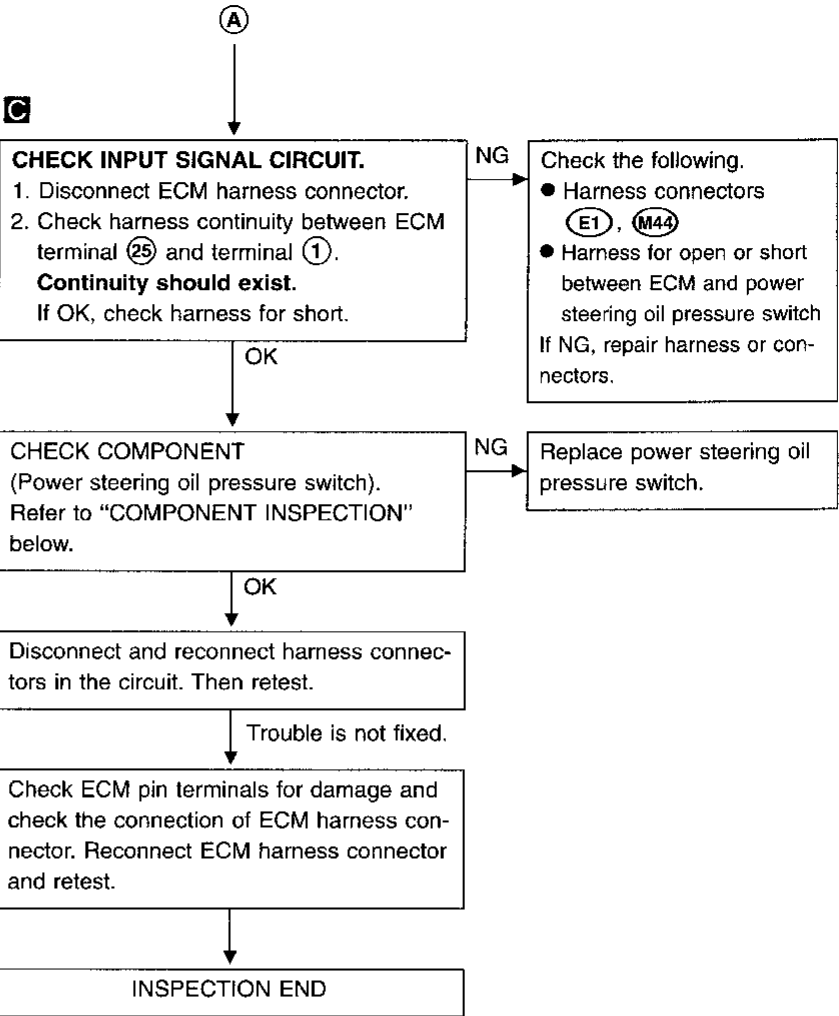 A
C
CHECK INPUT SIGNAL CIRCUIT.
1. Disconnect ECM harness connector.
2. Check harness continuity between ECM
terminal 25 and terminal 1.
Continuity should exist.
If OK, check harness for short.
NG
Check the following.
● Harness connectors
E1, M44
● Harness for open or short
between ECM and power
steering oil pressure switch
If NG, repair harness or con-
nectors.
OK
CHECK COMPONENT
(Power steering oil pressure switch).
Refer to “COMPONENT INSPECTION”
below.
NG
Replace power steering oil
pressure switch.
OK
Disconnect and reconnect harness connec-
tors in the circuit. Then retest.
Trouble is not fixed.
Check ECM pin terminals for damage and
check the connection of ECM harness con-
nector. Reconnect ECM harness connector
and retest.
INSPECTION END